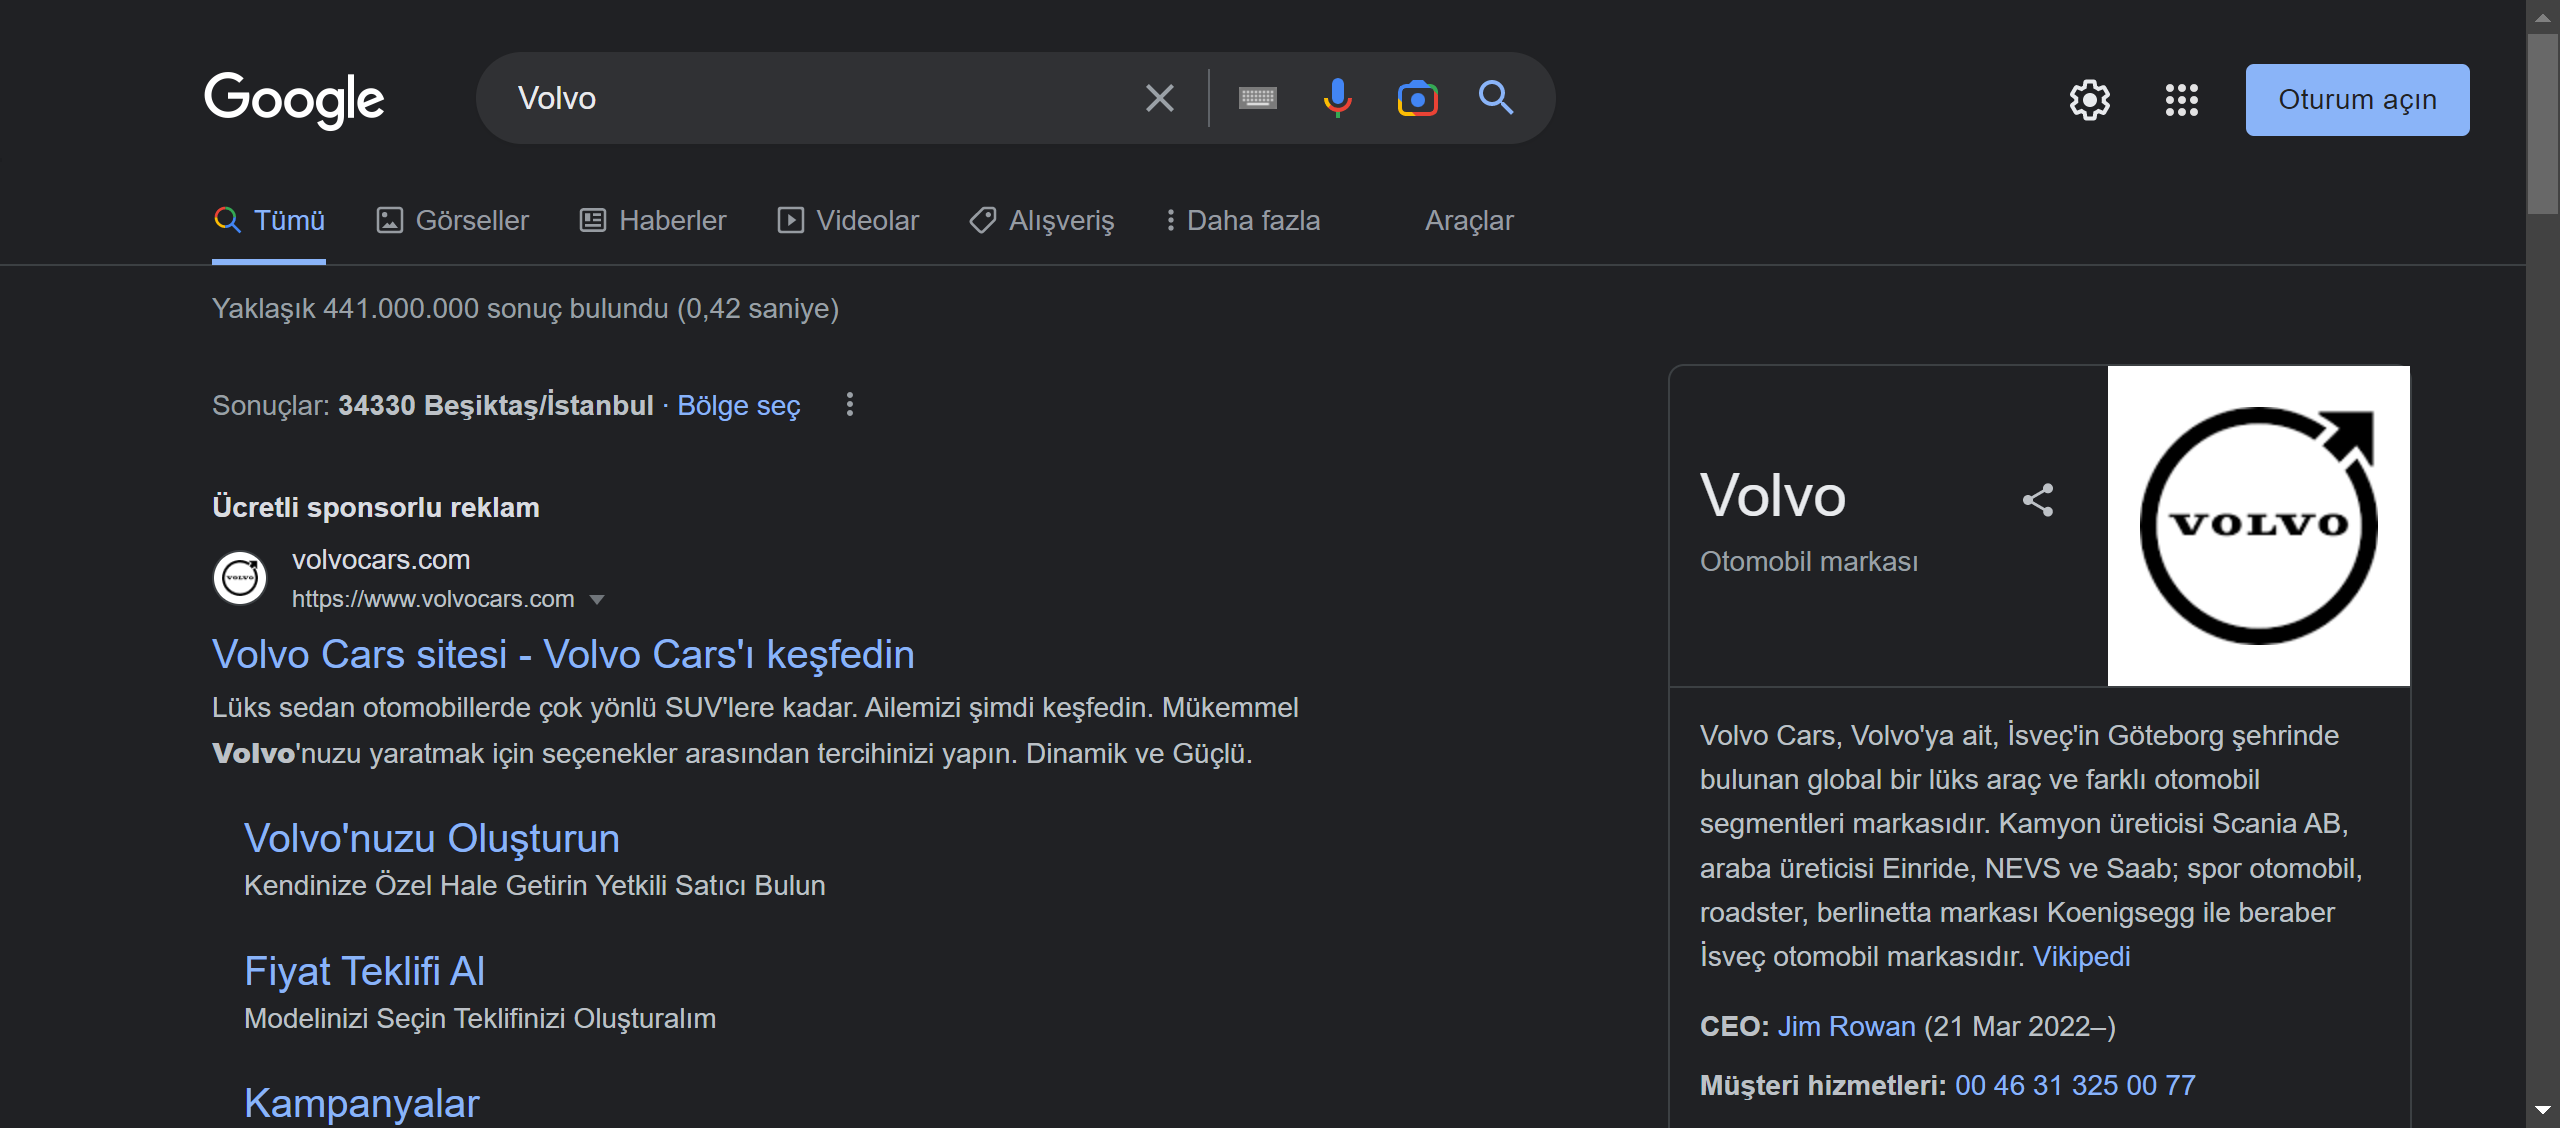 Google
Volvo
Oturum açın
Tümü
Görseller
Haberler
Videolar
Alışveriş
Daha fazla
Araçlar
Yaklaşık 441.000.000 sonuç bulundu (0,42 saniye)
Sonuçlar: 34330 Beşiktaş/İstanbul · Bölge seç
Ücretli sponsorlu reklam
VOLVO
volvocars.com
https://www.volvocars.com
Volvo Cars sitesi - Volvo Cars'ı keşfedin
Lüks sedan otomobillerde çok yönlü SUV'lere kadar. Ailemizi şimdi keşfedin. Mükemmel
Volvo'nuzu yaratmak için seçenekler arasından tercihinizi yapın. Dinamik ve Güçlü.
Volvo'nuzu Oluşturun
Kendinize Özel Hale Getirin Yetkili Satıcı Bulun
Fiyat Teklifi Al
Modelinizi Seçin Teklifinizi Oluşturalım
Kampanyalar
Volvo
Otomobil markası
VOLVO
Volvo Cars, Volvo'ya ait, İsveç'in Göteborg şehrinde
bulunan global bir lüks araç ve farklı otomobil
segmentleri markasıdır. Kamyon üreticisi Scania AB,
araba üreticisi Einride, NEVS ve Saab; spor otomobil,
roadster, berlinetta markası Koenigsegg ile beraber
İsveç otomobil markasıdır. Vikipedi
CEO: Jim Rowan (21 Mar 2022–)
Müşteri hizmetleri: 00 46 31 325 00 77